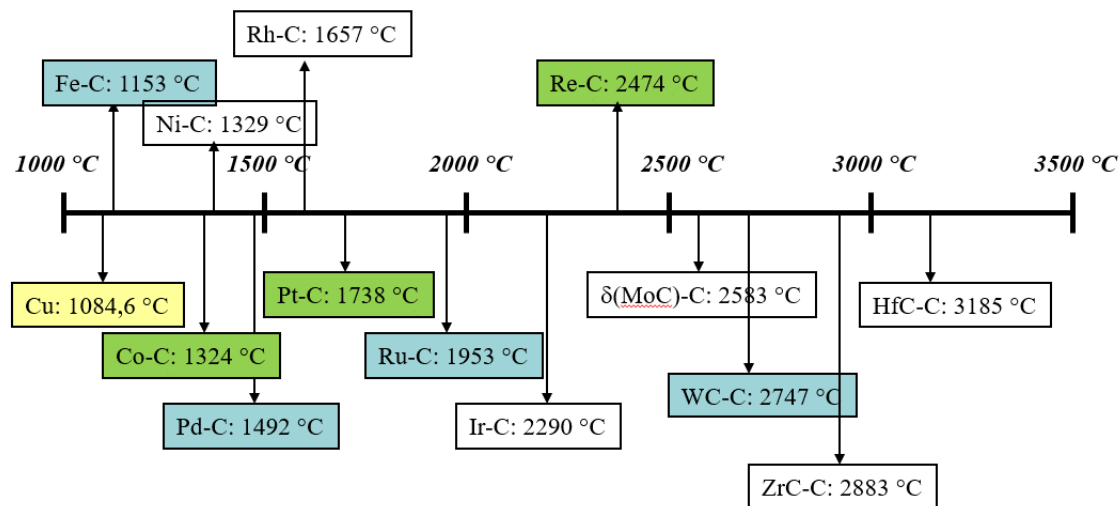 Rh-C: 1657 °C
Fe-C: 1153 °C
Re-C: 2474 °C
Ni-C: 1329 °C
1000 °C
1500 °C
2000 °C
2500 °C
3000 °C
3500 °C
Cu: 1084,6 °C
Pt-C: 1738 °C
δ(MoC)-C: 2583 °C
HfC-C: 3185 °C
Co-C: 1324 °C
Ru-C: 1953 °C
WC-C: 2747 °C
Pd-C: 1492 °C
Ir-C: 2290 °C
ZrC-C: 2883 °C